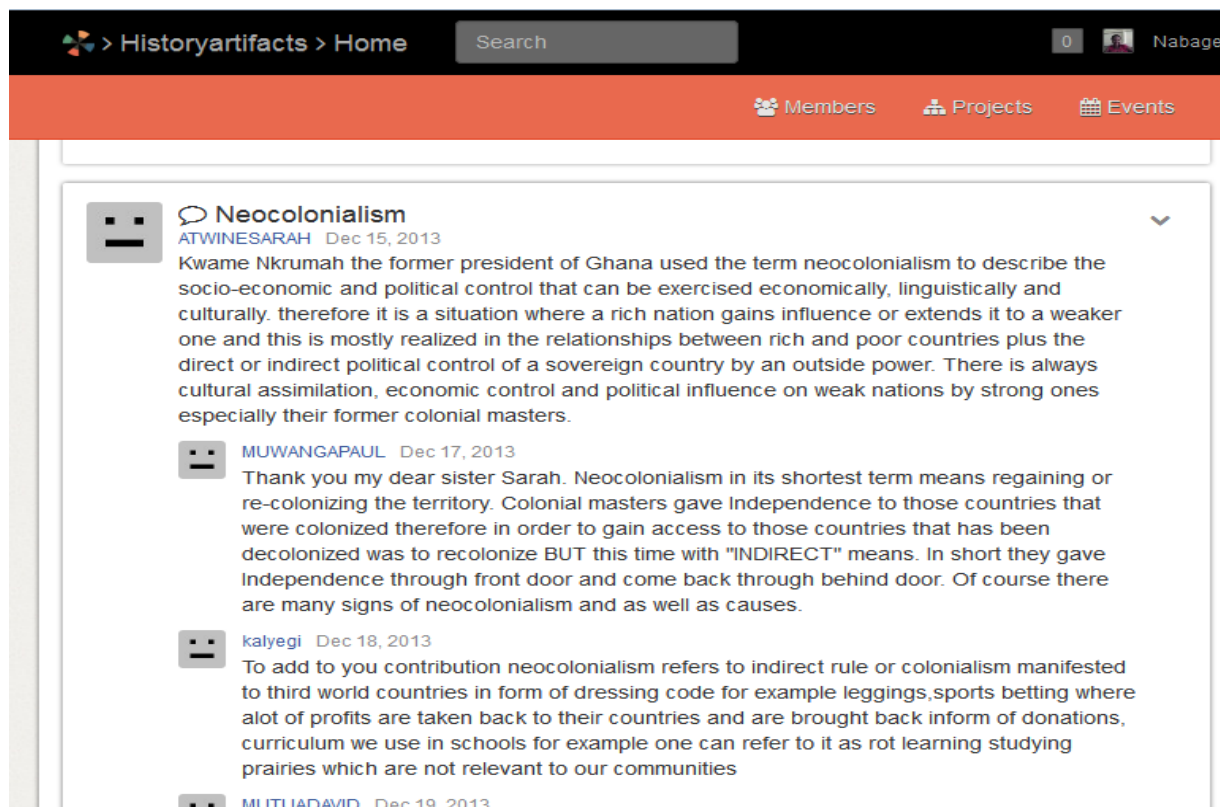 > Historyartifacts > Home
Search
0
Nabage
Members
Projects
Events
Neocolonialism
ATWINESARAH Dec 15, 2013
Kwame Nkrumah the former president of Ghana used the term neocolonialism to describe the
socio-economic and political control that can be exercised economically, linguistically and
culturally. therefore it is a situation where a rich nation gains influence or extends it to a weaker
one and this is mostly realized in the relationships between rich and poor countries plus the
direct or indirect political control of a sovereign country by an outside power. There is always
cultural assimilation, economic control and political influence on weak nations by strong ones
especially their former colonial masters.
MUWANGAPAUL Dec 17, 2013
Thank you my dear sister Sarah. Neocolonialism in its shortest term means regaining or
re-colonizing the territory. Colonial masters gave Independence to those countries that
were colonized therefore in order to gain access to those countries that has been
decolonized was to recolonize BUT this time with "INDIRECT" means. In short they gave
Independence through front door and come back through behind door. Of course there
are many signs of neocolonialism and as well as causes.
kalyegi Dec 18, 2013
To add to you contribution neocolonialism refers to indirect rule or colonialism manifested
to third world countries in form of dressing code for example leggings,sports betting where
alot of profits are taken back to their countries and are brought back inform of donations,
curriculum we use in schools for example one can refer to it as rot learning studying
prairies which are not relevant to our communities
MUTUADAVID Dec 19, 2013